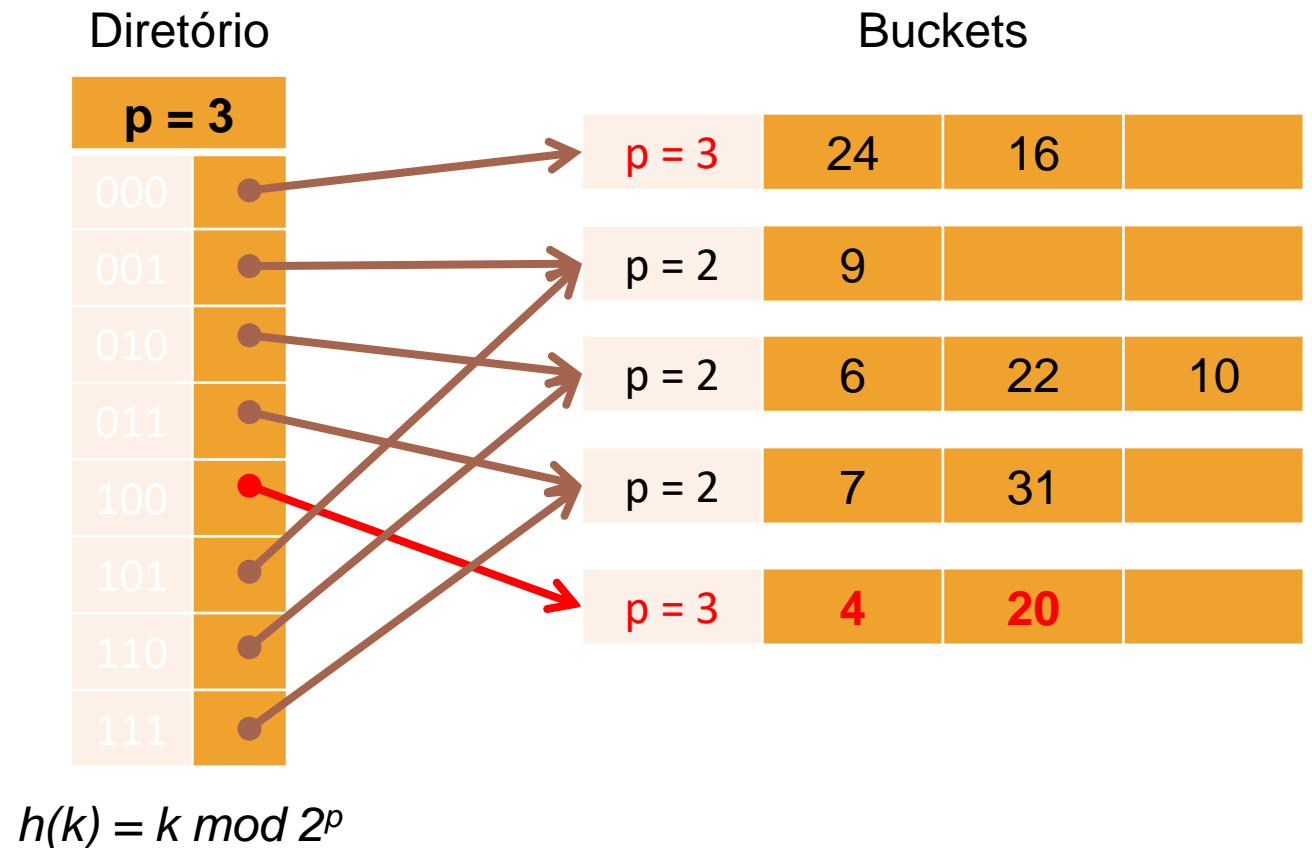 Diretório Buckets
p = 3
000
001
010
011
100
101
110
111
p = 3 24 16
p = 2 9
p = 2 6 22 10
p = 2 7 31
p = 3 4 20
h(k) = k mod 2ᵖ